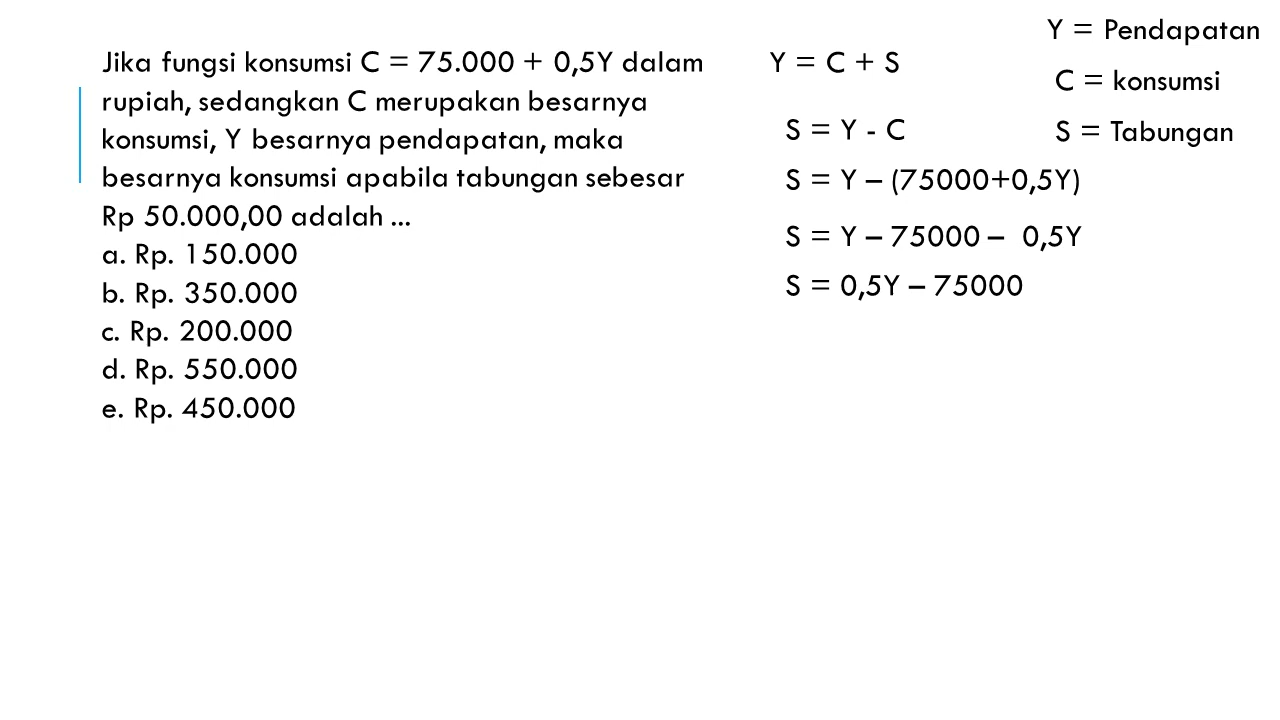 Jika fungsi konsumsi C = 75.000 + 0,5Y dalam
rupiah, sedangkan C merupakan besarnya
konsumsi, Y besarnya pendapatan, maka
besarnya konsumsi apabila tabungan sebesar
Rp 50.000,00 adalah ...
a. Rp. 150.000
b. Rp. 350.000
c. Rp. 200.000
d. Rp. 550.000
e. Rp. 450.000
Y = C + S
S = Y - C
S = Y – (75000+0,5Y)
S = Y – 75000 – 0,5Y
S = 0,5Y – 75000
Y = Pendapatan
C = konsumsi
S = Tabungan